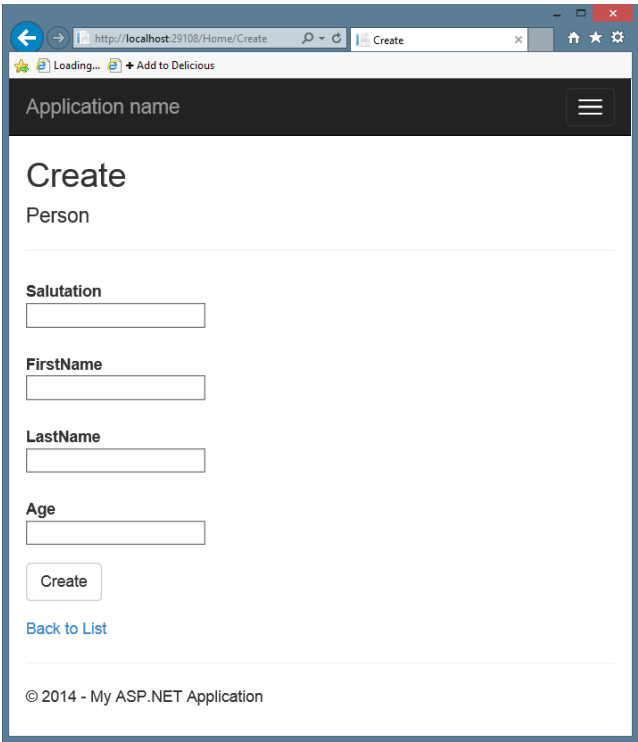 http://localhost:29108/Home/Create
Create
Loading... + Add to Delicious
Application name
Create
Person
Salutation
FirstName
LastName
Age
Create
Back to List
© 2014 - My ASP.NET Application